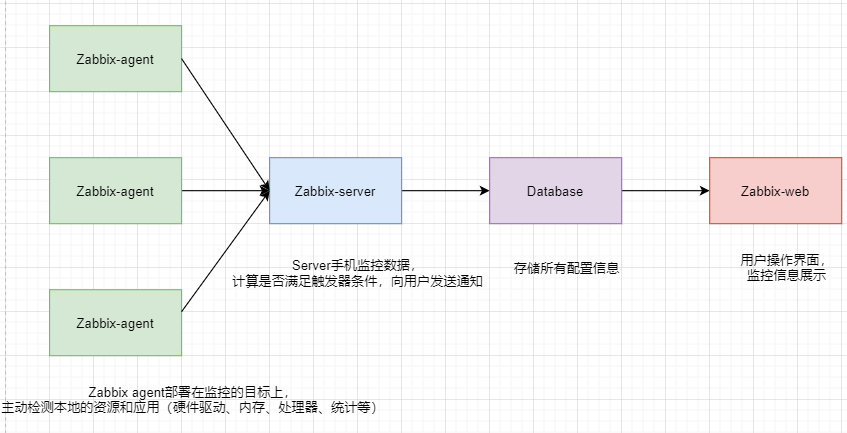 Zabbix-agent
Zabbix-agent
Zabbix-server
Database
Zabbix-web
Server手机监控数据，
计算是否满足触发器条件，向用户发送通知
存储所有配置信息
用户操作界面，
监控信息展示
Zabbix-agent
Zabbix agent部署在监控的目标上，
主动检测本地的资源和应用（硬件驱动、内存、处理器、统计等）